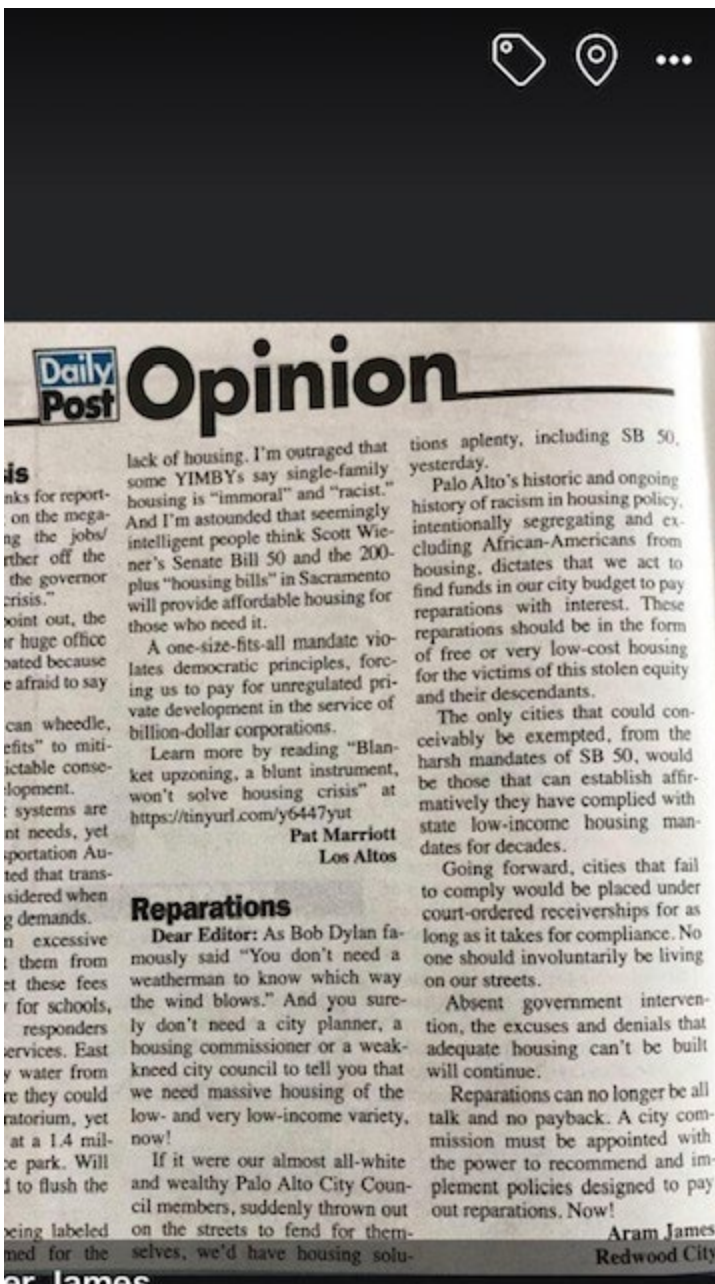 Daily
Post
Opinion
is
nks for report-
on the mega-
ng the jobs/
rther off the
the governor
crisis."
point out, the
or huge office
bated because
e afraid to say
can wheedle,
efits" to miti-
ictable conse-
lopment.
systems are
nt needs, yet
sportation Au-
ted that trans-
sidered when
g demands.
n excessive
t them from
et these fees
for schools,
responders
services. East
y water from
re they could
ratorium, yet
at a 1.4 mil-
ce park. Will
d to flush the
being labeled
med for the
lack of housing. I'm outraged that
some YIMBYs say single-family
housing is "immoral" and "racist."
And I'm astounded that seemingly
intelligent people think Scott Wie-
ner's Senate Bill 50 and the 200-
plus "housing bills" in Sacramento
will provide affordable housing for
those who need it.
A one-size-fits-all mandate vio-
lates democratic principles, forc-
ing us to pay for unregulated pri-
vate development in the service of
billion-dollar corporations.
Learn more by reading "Blan-
ket upzoning, a blunt instrument,
won't solve housing crisis" at
https://tinyurl.com/y6447yut
Pat Marriott
Los Altos
Reparations
Dear Editor: As Bob Dylan fa-
mously said "You don't need a
weatherman to know which way
the wind blows." And you sure-
ly don't need a city planner, a
housing commissioner or a weak-
kneed city council to tell you that
we need massive housing of the
low- and very low-income variety,
now!
If it were our almost all-white
and wealthy Palo Alto City Coun-
cil members, suddenly thrown out
on the streets to fend for them-
selves, we'd have housing solu-
tions aplenty, including SB 50,
yesterday.
Palo Alto's historic and ongoing
history of racism in housing policy,
intentionally segregating and ex-
cluding African-Americans from
housing, dictates that we act to
find funds in our city budget to pay
reparations with interest. These
reparations should be in the form
of free or very low-cost housing
for the victims of this stolen equity
and their descendants.
The only cities that could con-
ceivably be exempted, from the
harsh mandates of SB 50, would
be those that can establish affir-
matively they have complied with
state low-income housing man-
dates for decades.
Going forward, cities that fail
to comply would be placed under
court-ordered receiverships for as
long as it takes for compliance. No
one should involuntarily be living
on our streets.
Absent government interven-
tion, the excuses and denials that
adequate housing can't be built
will continue.
Reparations can no longer be all
talk and no payback. A city com-
mission must be appointed with
the power to recommend and im-
plement policies designed to pay
out reparations. Now!
Aram James
Redwood City
er James